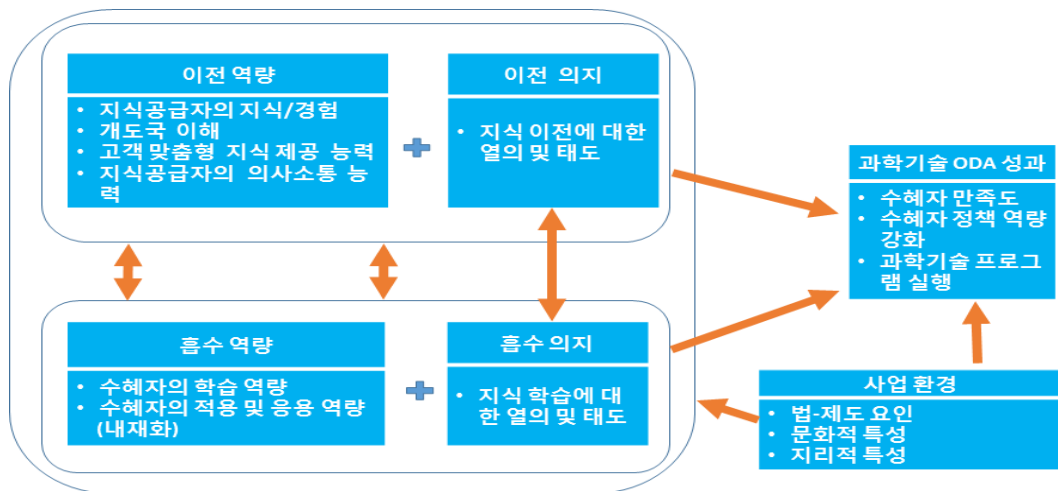 이전 역량
• 지식공급자의 지식/경험
• 개도국 이해
• 고객 맞춤형 지식 제공 능력
• 지식공급자의 의사소통 능
력
이전 의지
• 지식 이전에 대한
열의 및 태도
흡수 역량
• 수혜자의 학습 역량
• 수혜자의 적용 및 응용 역량
(내재화)
흡수 의지
• 지식 학습에 대
한 열의 및 태도
과학기술 ODA 성과
• 수혜자 만족도
• 수혜자 정책 역량
강화
• 과학기술 프로그
램 실행
사업 환경
• 법-제도 요인
• 문화적 특성
• 지리적 특성